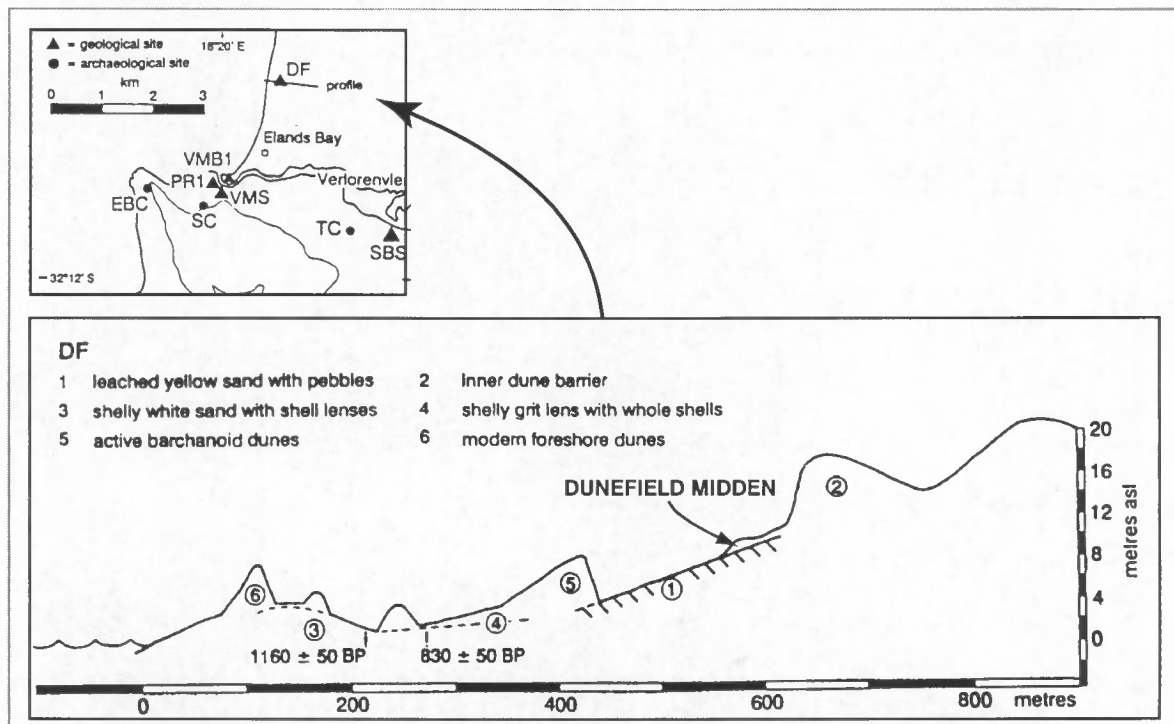 ▲ = geological site
● = archaeological site
km
0 1 2 3
18°20' E
DF
profile
Elands Bay
VMB1
PR1
Verlorenvle
EBC
VMS
SC
TC
SBS
32°12' S
DF
1 leached yellow sand with pebbles
2 Inner dune barrier
3 shelly white sand with shell lenses
4 shelly grit lens with whole shells
5 active barchanoid dunes
6 modern foreshore dunes
DUNEFIELD MIDDEN
2
6
5
1
3
4
1160 ± 50 BP
830 ± 50 BP
20
16
12
8
4
0
metres asl
0 200 400 600 800 metres